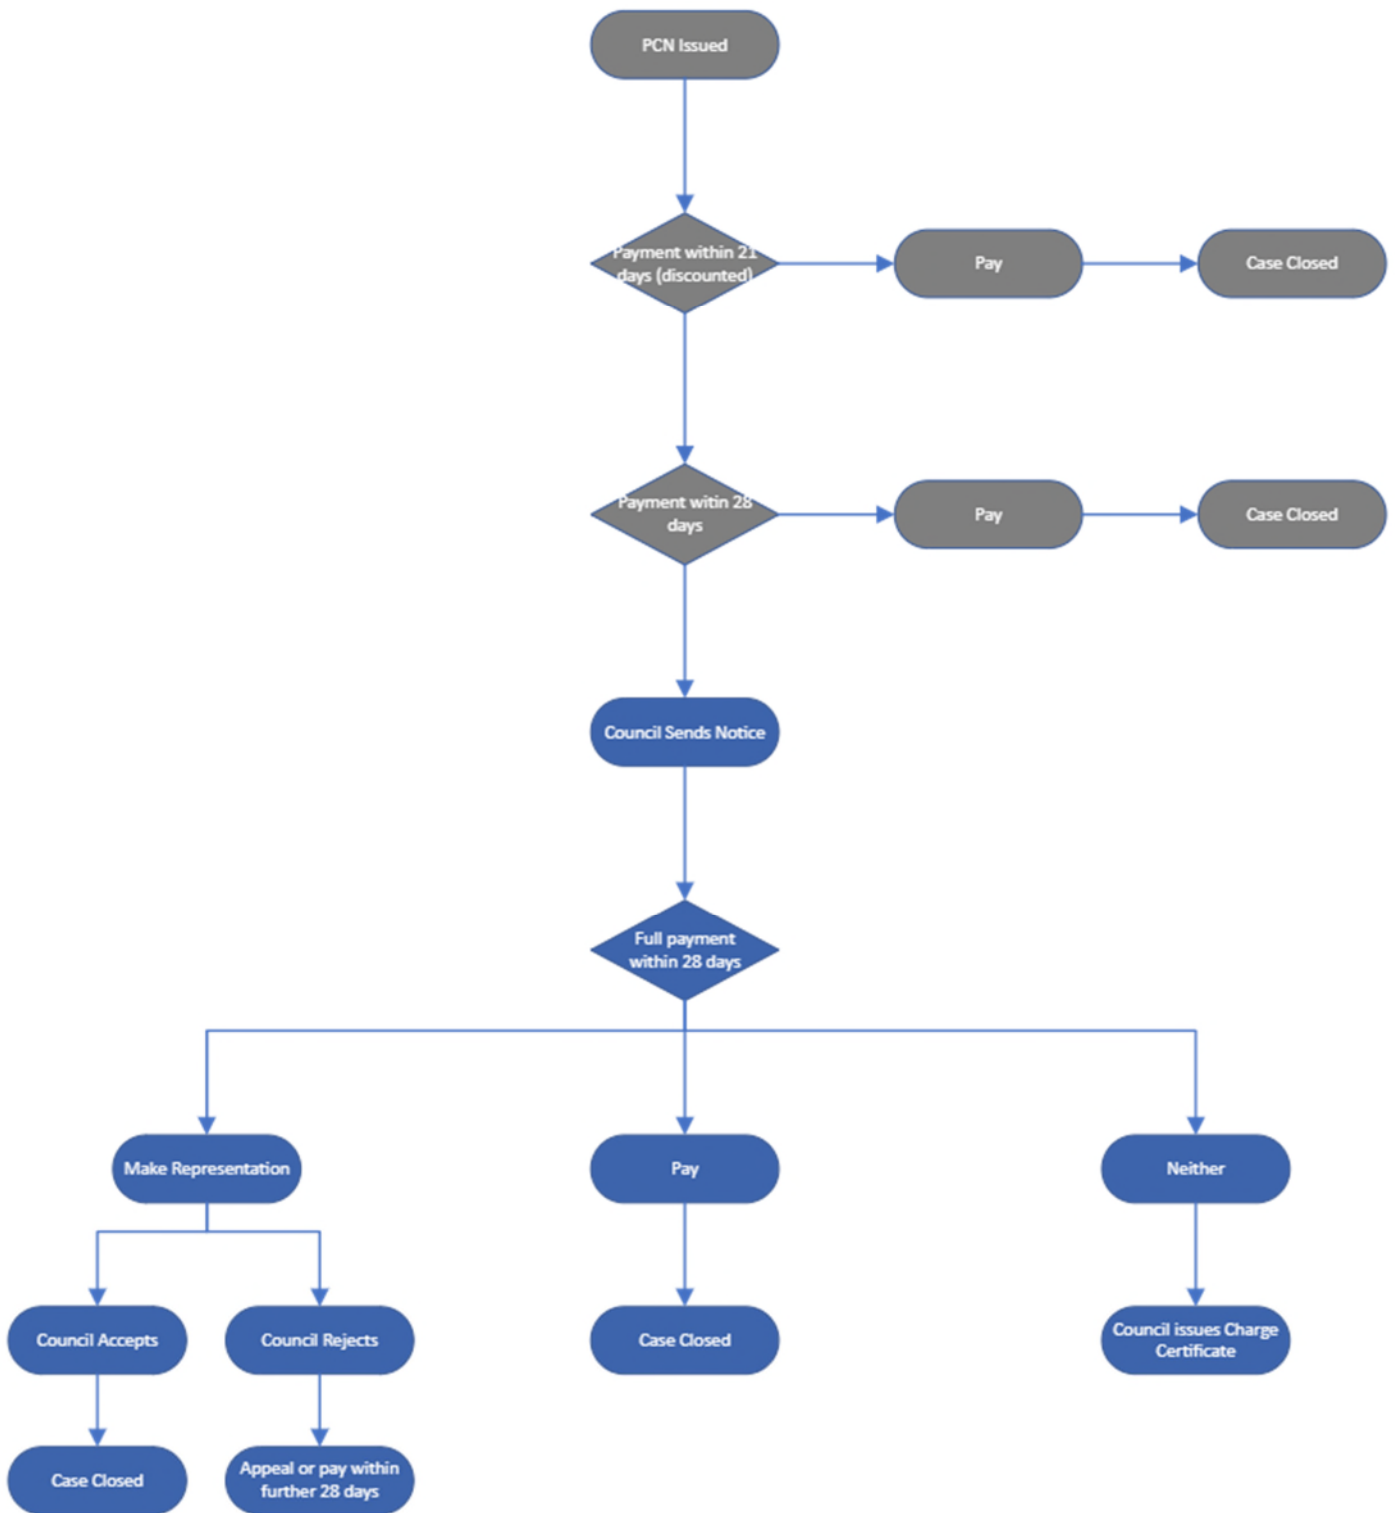 PCN Issued
Payment within 21
days (discounted)
Pay
Case Closed
Payment witin 28
days
Pay
Case Closed
Council Sends Notice
Full payment
within 28 days
Make Representation
Pay
Neither
Council Accepts
Council Rejects
Case Closed
Council issues Charge
Certificate
Case Closed
Appeal or pay within
further 28 days